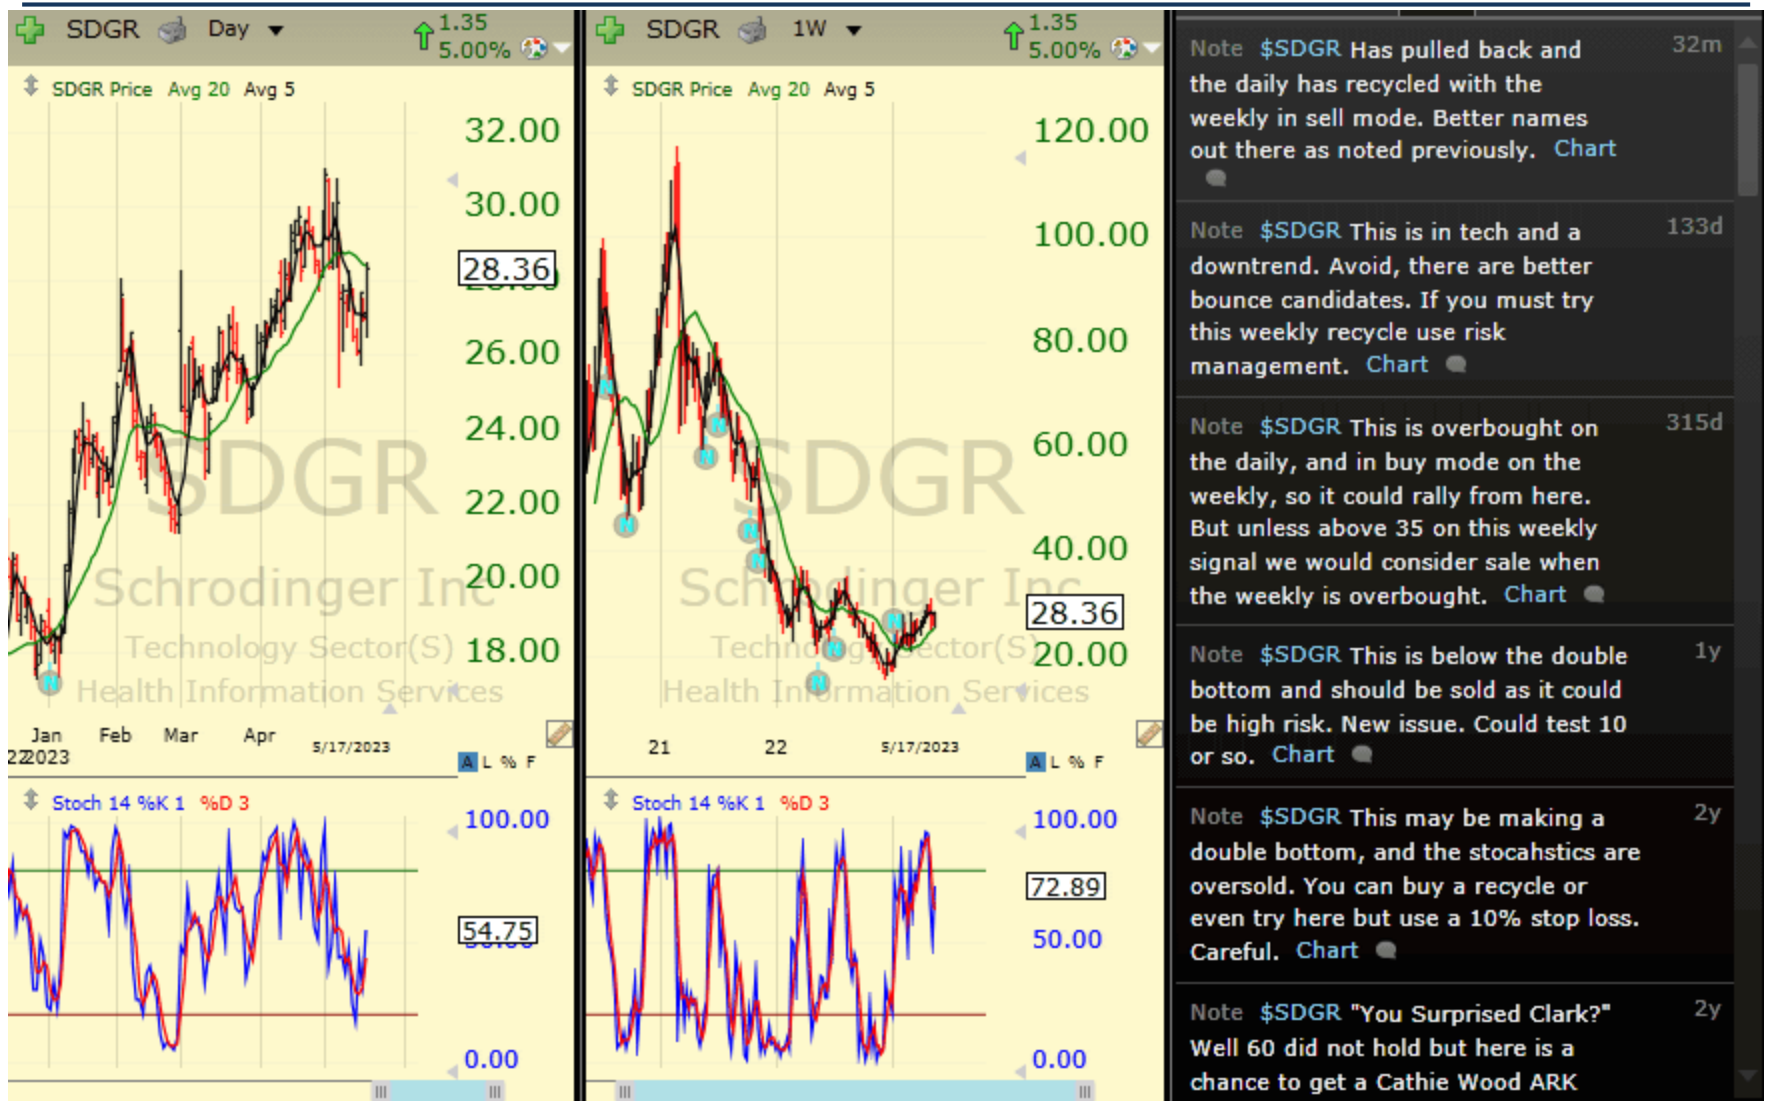 SDGR Day
1.35
5.00%
SDGR Price Avg 20 Avg 5
32.00
30.00
28.36
26.00
24.00
22.00
20.00
18.00
SDGR
Schrodinger Inc
Technology Sector(S)
Health Information Services
Jan Feb Mar Apr 5/17/2023
22 2023
A L % F
Stoch 14 %K 1 %D 3
100.00
54.75
50.00
0.00
SDGR 1W
1.35
5.00%
SDGR Price Avg 20 Avg 5
120.00
100.00
80.00
60.00
40.00
28.36
20.00
SDGR
Schrodinger Inc
Technology Sector(S)
Health Information Services
21 22 5/17/2023
A L % F
Stoch 14 %K 1 %D 3
100.00
72.89
50.00
0.00
Note $SDGR Has pulled back and 32m
the daily has recycled with the
weekly in sell mode. Better names
out there as noted previously. Chart
Note $SDGR This is in tech and a 133d
downtrend. Avoid, there are better
bounce candidates. If you must try
this weekly recycle use risk
management. Chart
Note $SDGR This is overbought on 315d
the daily, and in buy mode on the
weekly, so it could rally from here.
But unless above 35 on this weekly
signal we would consider sale when
the weekly is overbought. Chart
Note $SDGR This is below the double 1y
bottom and should be sold as it could
be high risk. New issue. Could test 10
or so. Chart
Note $SDGR This may be making a 2y
double bottom, and the stocahstics are
oversold. You can buy a recycle or
even try here but use a 10% stop loss.
Careful. Chart
Note $SDGR "You Surprised Clark?" 2y
Well 60 did not hold but here is a
chance to get a Cathie Wood ARK